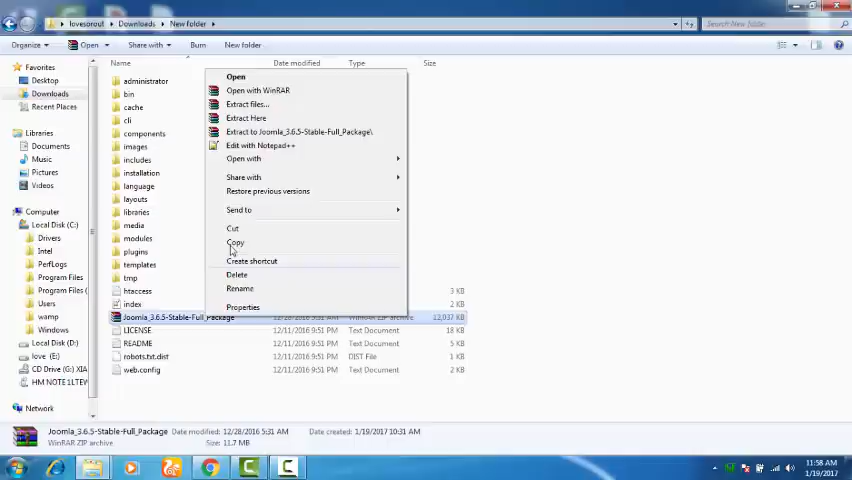 lovesorout ▸ Downloads ▸ New folder ▸
Search New folder
Organize
Open
Share with
Burn
New folder
Name
Date modified
Type
Size
Favorites
Desktop
Downloads
Recent Places
Libraries
Documents
Music
Pictures
Videos
Computer
Local Disk (C:)
Drivers
Intel
PerfLogs
Program Files
Program Files
Users
wamp
Windows
Local Disk (D:)
love (E:)
CD Drive (G:) XIA
HM NOTE 1LTEW
Network
administrator
bin
cache
cli
components
images
includes
installation
language
layouts
libraries
media
modules
plugins
templates
tmp
htaccess 3 KB
index 2 KB
Joomla_3.6.5-Stable-Full_Package 12/28/2016 5:31 AM WinRAR ZIP archive 12,037 KB
LICENSE 12/11/2016 9:51 PM Text Document 18 KB
README 12/11/2016 9:51 PM Text Document 5 KB
robots.txt.dist 12/11/2016 9:51 PM DIST File 1 KB
web.config 12/11/2016 9:51 PM Text Document 2 KB
Open
Open with WinRAR
Extract files...
Extract Here
Extract to Joomla_3.6.5-Stable-Full_Package\
Edit with Notepad++
Open with
Share with
Restore previous versions
Send to
Cut
Copy
Create shortcut
Delete
Rename
Properties
Joomla_3.6.5-Stable-Full_Package Date modified: 12/28/2016 5:31 AM Date created: 1/19/2017 10:31 AM
WinRAR ZIP archive Size: 11.7 MB
11:58 AM
1/19/2017